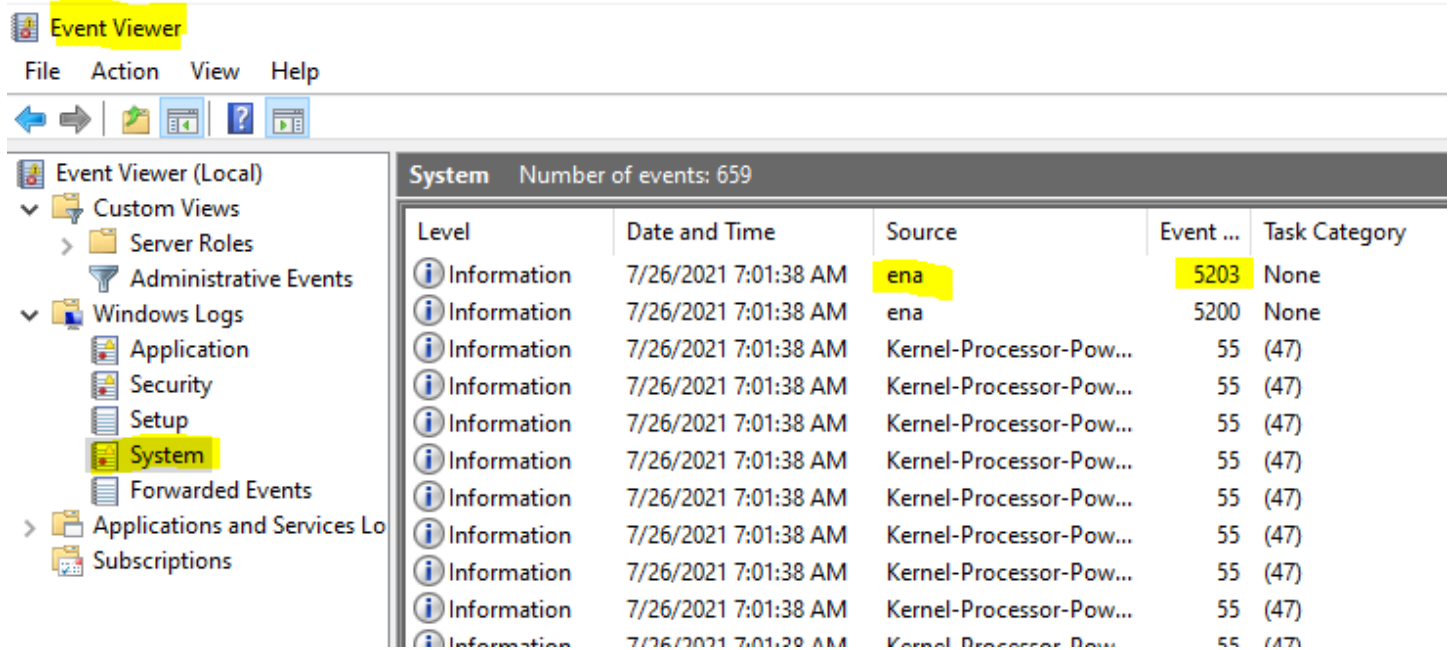 Event Viewer
File Action View Help
Event Viewer (Local)
Custom Views
Server Roles
Administrative Events
Windows Logs
Application
Security
Setup
System
Forwarded Events
Applications and Services Lo
Subscriptions
System Number of events: 659
Level Date and Time Source Event ... Task Category
Information 7/26/2021 7:01:38 AM ena 5203 None
Information 7/26/2021 7:01:38 AM ena 5200 None
Information 7/26/2021 7:01:38 AM Kernel-Processor-Pow... 55 (47)
Information 7/26/2021 7:01:38 AM Kernel-Processor-Pow... 55 (47)
Information 7/26/2021 7:01:38 AM Kernel-Processor-Pow... 55 (47)
Information 7/26/2021 7:01:38 AM Kernel-Processor-Pow... 55 (47)
Information 7/26/2021 7:01:38 AM Kernel-Processor-Pow... 55 (47)
Information 7/26/2021 7:01:38 AM Kernel-Processor-Pow... 55 (47)
Information 7/26/2021 7:01:38 AM Kernel-Processor-Pow... 55 (47)
Information 7/26/2021 7:01:38 AM Kernel-Processor-Pow... 55 (47)
Information 7/26/2021 7:01:38 AM Kernel-Processor-Pow... 55 (47)